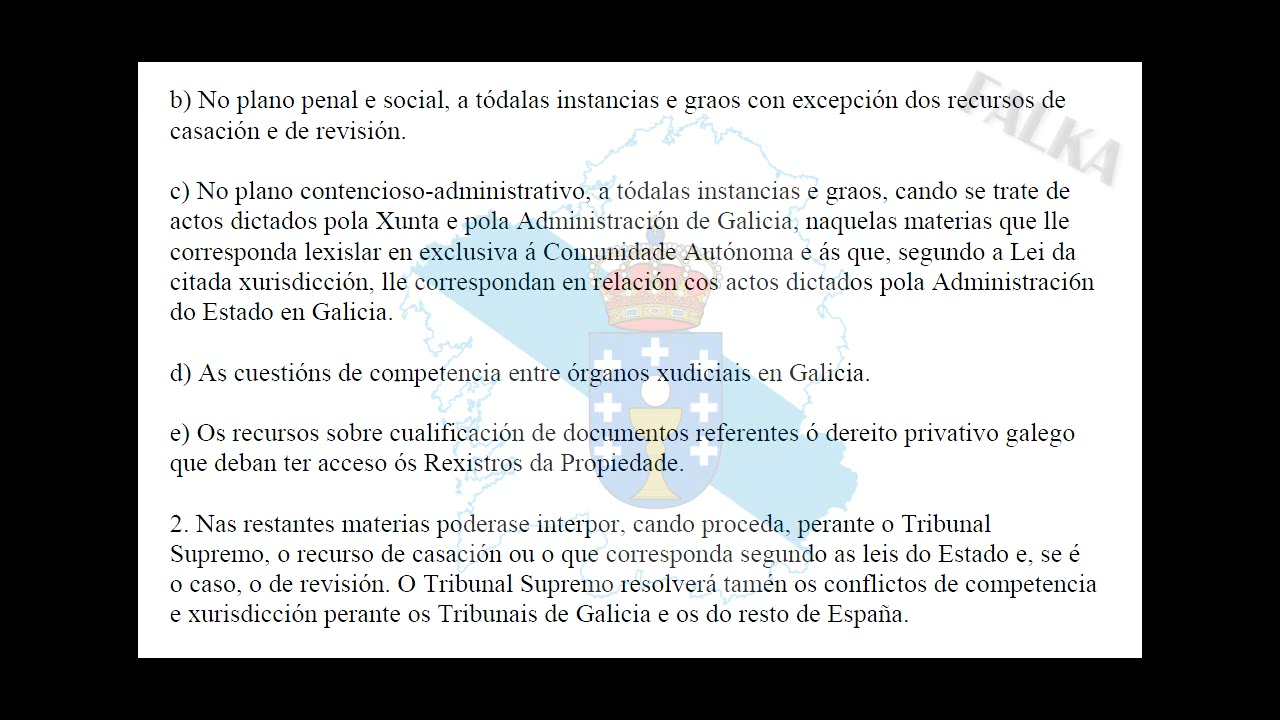 FALKA
b) No plano penal e social, a tódalas instancias e graos con excepción dos recursos de
casación e de revisión.
c) No plano contencioso-administrativo, a tódalas instancias e graos, cando se trate de
actos dictados pola Xunta e pola Administración de Galicia, naquelas materias que lle
corresponda lexislar en exclusiva á Comunidade Autónoma e ás que, segundo a Lei da
citada xurisdicción, lle correspondan en relación cos actos dictados pola Administraci6n
do Estado en Galicia.
d) As cuestións de competencia entre órganos xudiciais en Galicia.
e) Os recursos sobre cualificación de documentos referentes ó dereito privativo galego
que deban ter acceso ós Rexistros da Propiedade.
2. Nas restantes materias poderase interpor, cando proceda, perante o Tribunal
Supremo, o recurso de casación ou o que corresponda segundo as leis do Estado e, se é
o caso, o de revisión. O Tribunal Supremo resolverá tamén os conflictos de competencia
e xurisdicción perante os Tribunais de Galicia e os do resto de España.